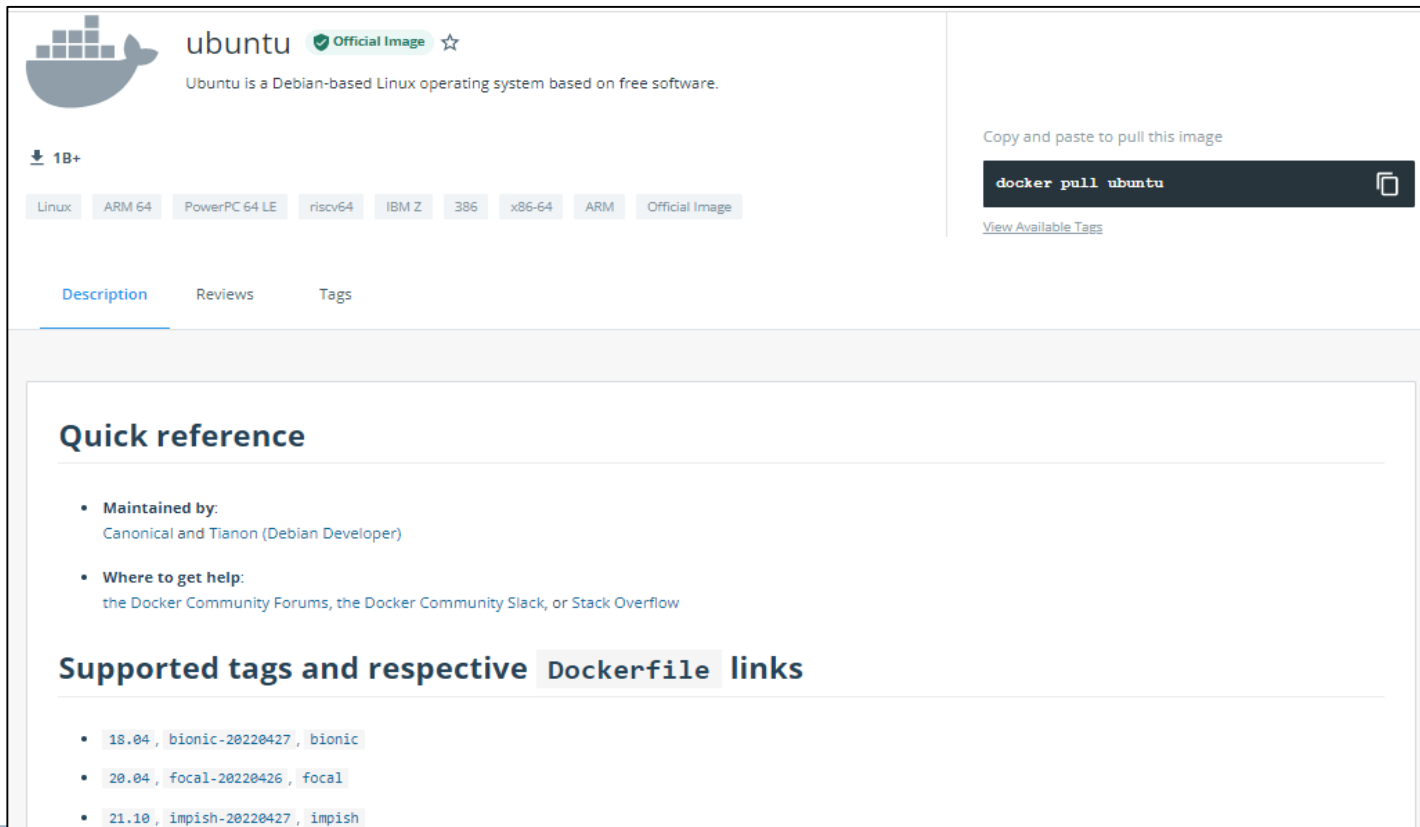 ubuntu Official Image
Ubuntu is a Debian-based Linux operating system based on free software.
1B+
Linux ARM 64 PowerPC 64 LE riscv64 IBM Z 386 x86-64 ARM Official Image
Copy and paste to pull this image
docker pull ubuntu
View Available Tags
Description Reviews Tags
Quick reference
• Maintained by:
Canonical and Tianon (Debian Developer)
• Where to get help:
the Docker Community Forums, the Docker Community Slack, or Stack Overflow
Supported tags and respective Dockerfile links
• 18.04, bionic-20220427, bionic
• 20.04, focal-20220426, focal
• 21.10, impish-20220427, impish